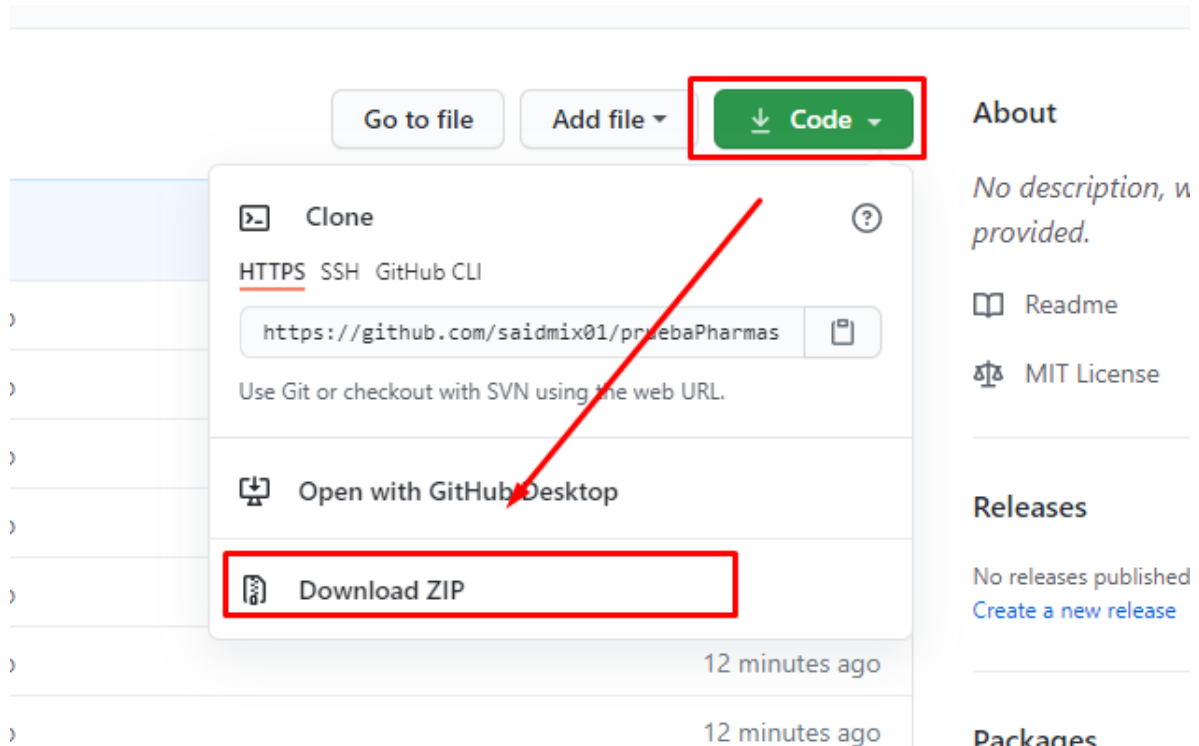 Go to file
Add file
Code
Clone
HTTPS SSH GitHub CLI
https://github.com/saidmix01/pruebaPharmas
Use Git or checkout with SVN using the web URL.
Open with GitHub Desktop
Download ZIP
12 minutes ago
12 minutes ago
About
No description,
provided.
Readme
MIT License
Releases
No releases published
Create a new release
Packages